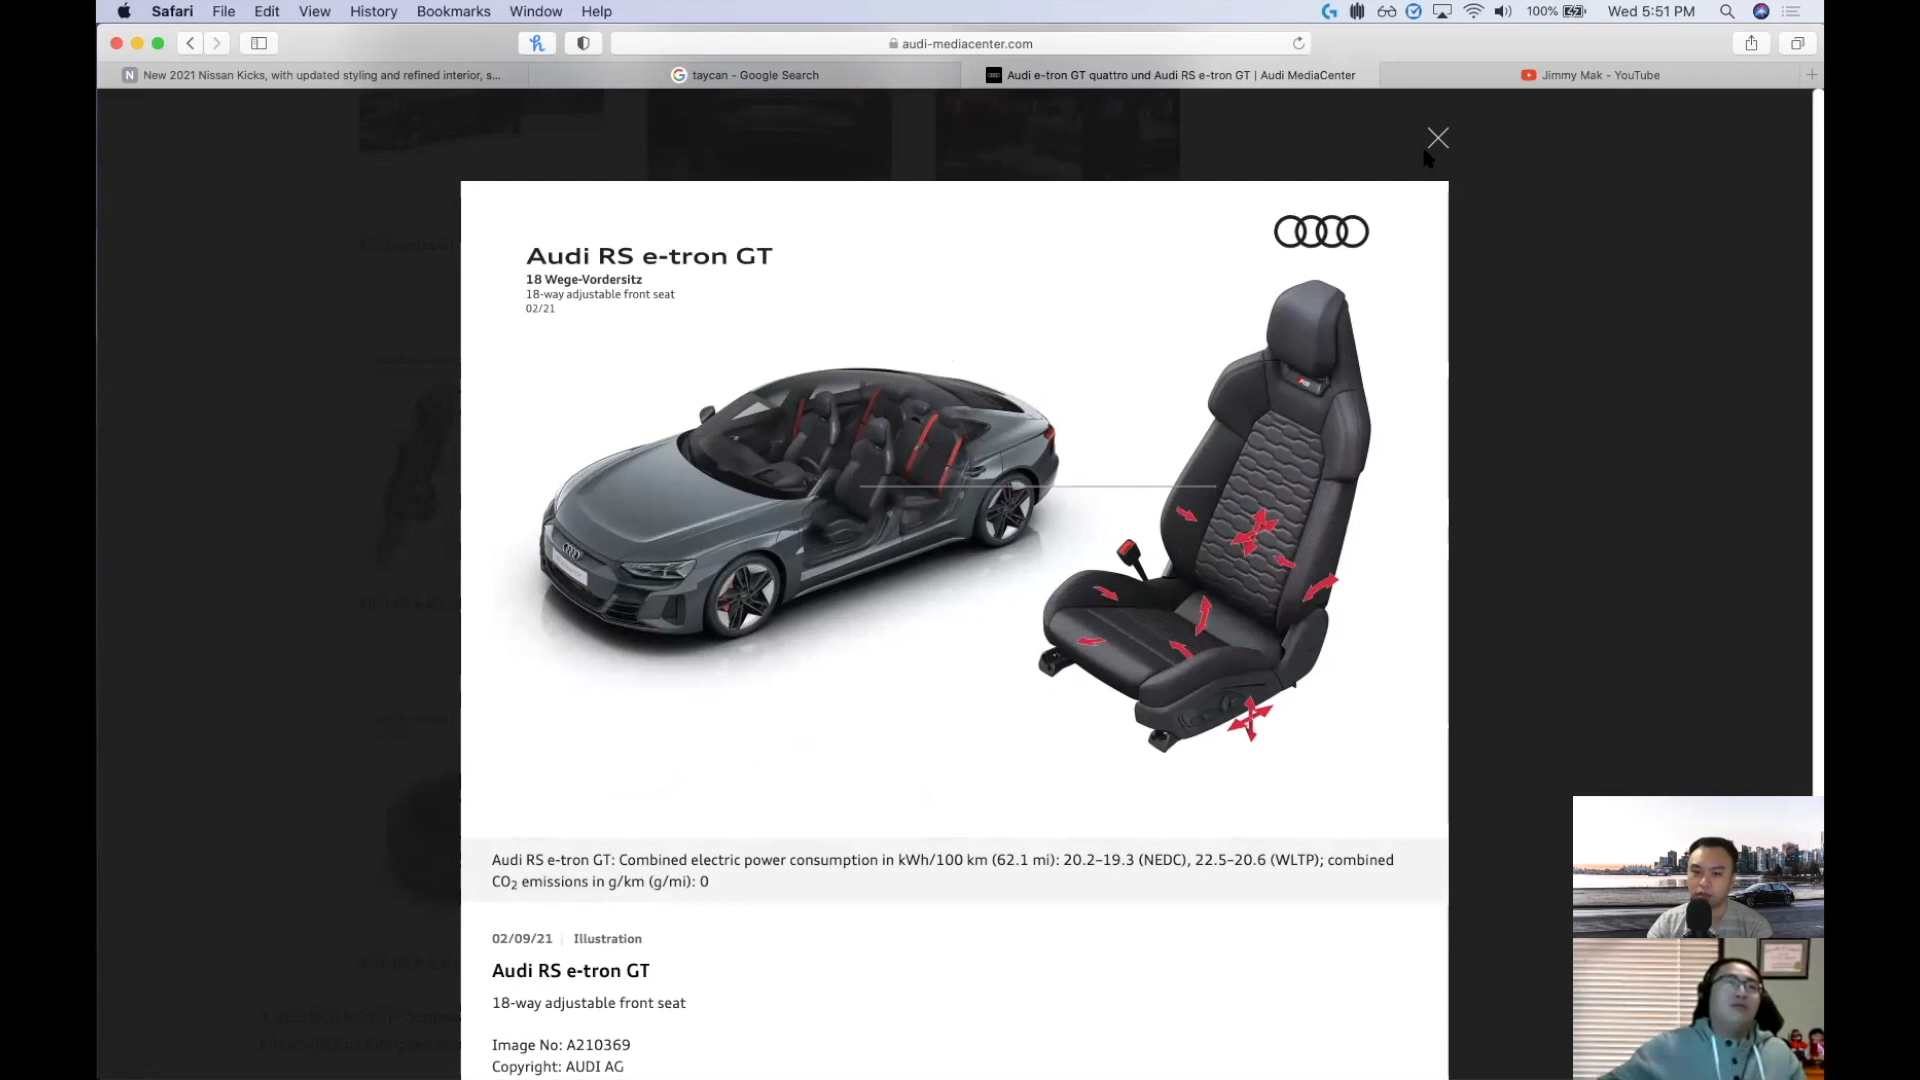 Safari File Edit View History Bookmarks Window Help 100% Wed 5:51 PM
audi-mediacenter.com
New 2021 Nissan Kicks, with updated styling and refined interior, s... taycan - Google Search Audi e-tron GT quattro und Audi RS e-tron GT | Audi MediaCenter Jimmy Mak - YouTube
Audi RS e-tron GT
18 Wege-Vordersitz
18-way adjustable front seat
02/21
Audi RS e-tron GT: Combined electric power consumption in kWh/100 km (62.1 mi): 20.2–19.3 (NEDC), 22.5–20.6 (WLTP); combined
CO₂ emissions in g/km (g/mi): 0
02/09/21 | Illustration
Audi RS e-tron GT
18-way adjustable front seat
Image No: A210369
Copyright: AUDI AG